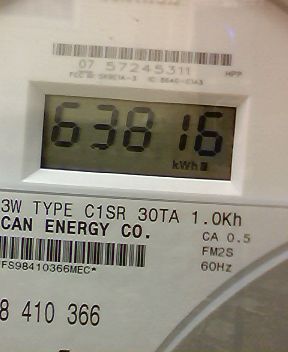 07 57245311
HPP
63816
kWh
3W TYPE C1SR 30TA 1.0Kh
CAN ENERGY CO.
CA 0.5
FM2S
60Hz
FS98410366MEC*
8 410 366